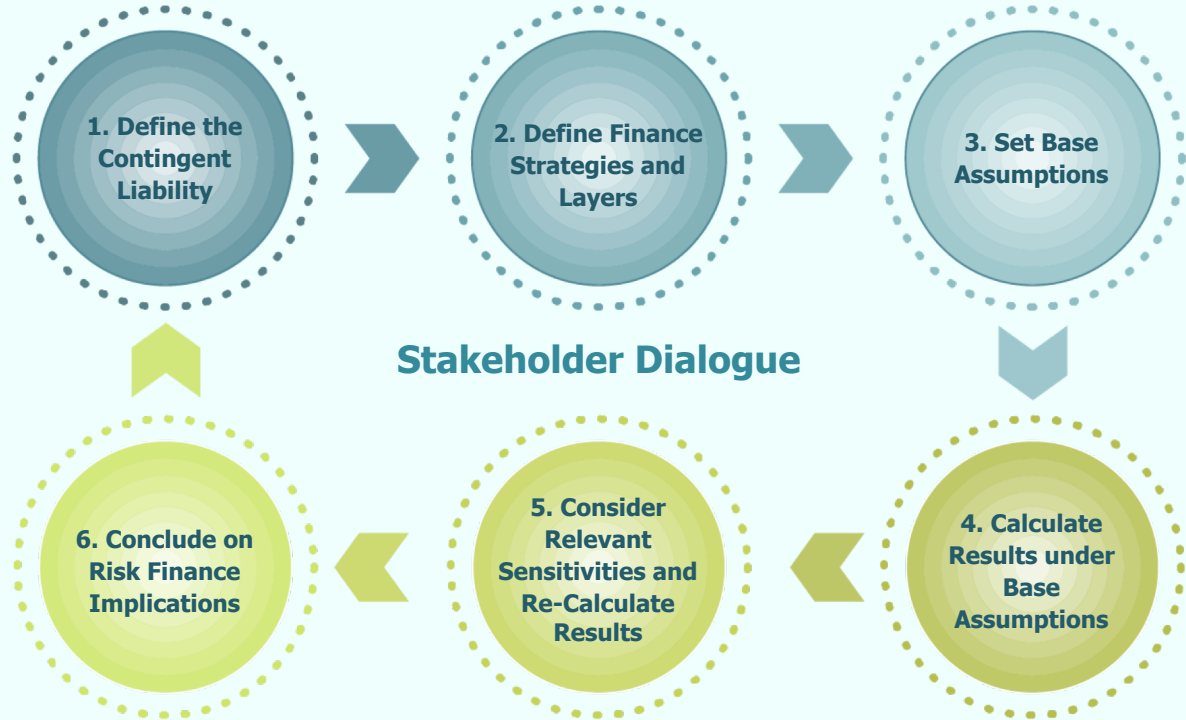 1. Define the
Contingent
Liability
2. Define Finance
Strategies and
Layers
3. Set Base
Assumptions
Stakeholder Dialogue
4. Calculate
Results under
Base
Assumptions
5. Consider
Relevant
Sensitivities and
Re-Calculate
Results
6. Conclude on
Risk Finance
Implications